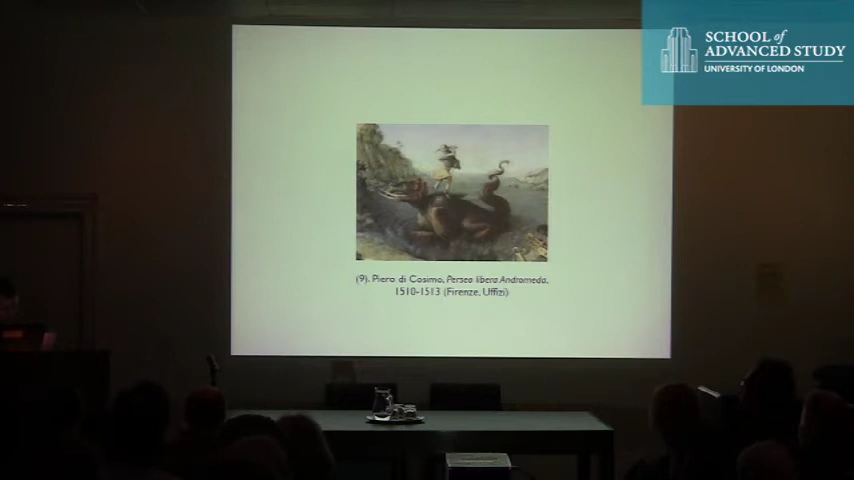 SCHOOL of
ADVANCED STUDY
UNIVERSITY OF LONDON
(9). Piero di Cosimo, Perseo libera Andromeda,
1510-1513 (Firenze, Uffizi)